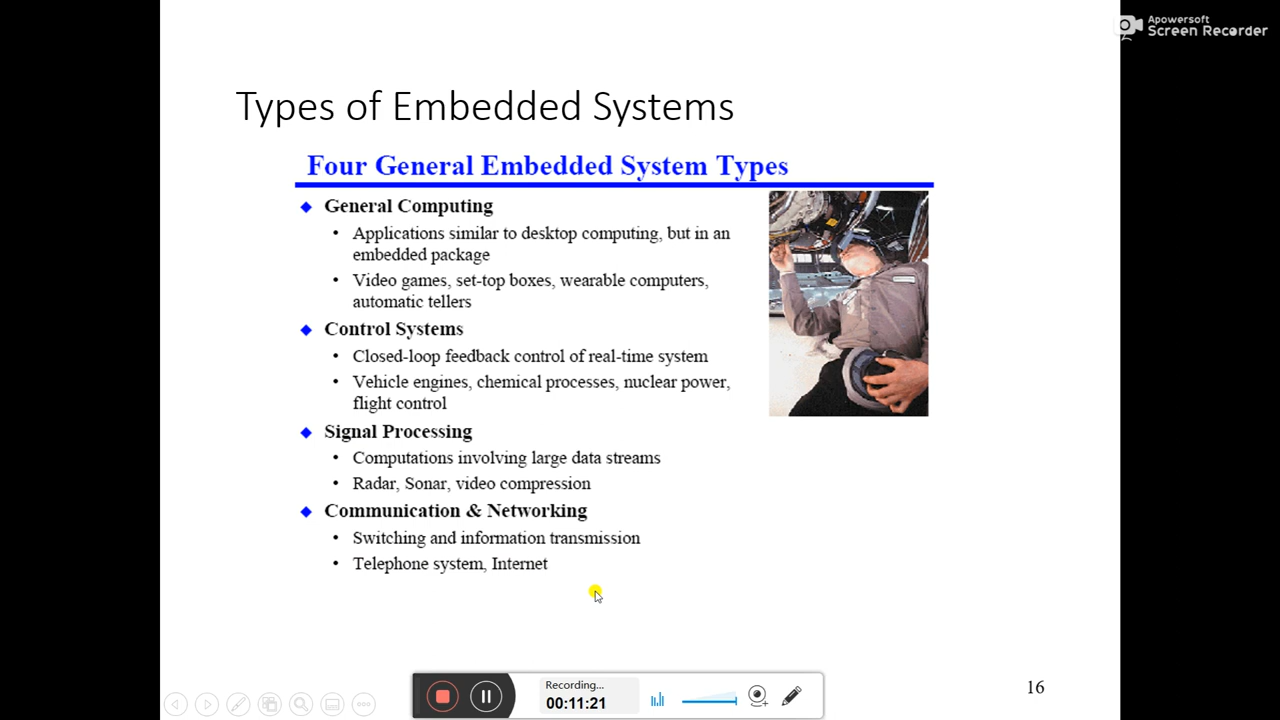 Apowersoft
Screen Recorder
Types of Embedded Systems
Four General Embedded System Types
General Computing
• Applications similar to desktop computing, but in an
embedded package
• Video games, set-top boxes, wearable computers,
automatic tellers
Control Systems
• Closed-loop feedback control of real-time system
• Vehicle engines, chemical processes, nuclear power,
flight control
Signal Processing
• Computations involving large data streams
• Radar, Sonar, video compression
Communication & Networking
• Switching and information transmission
• Telephone system, Internet
16
Recording...
00:11:21